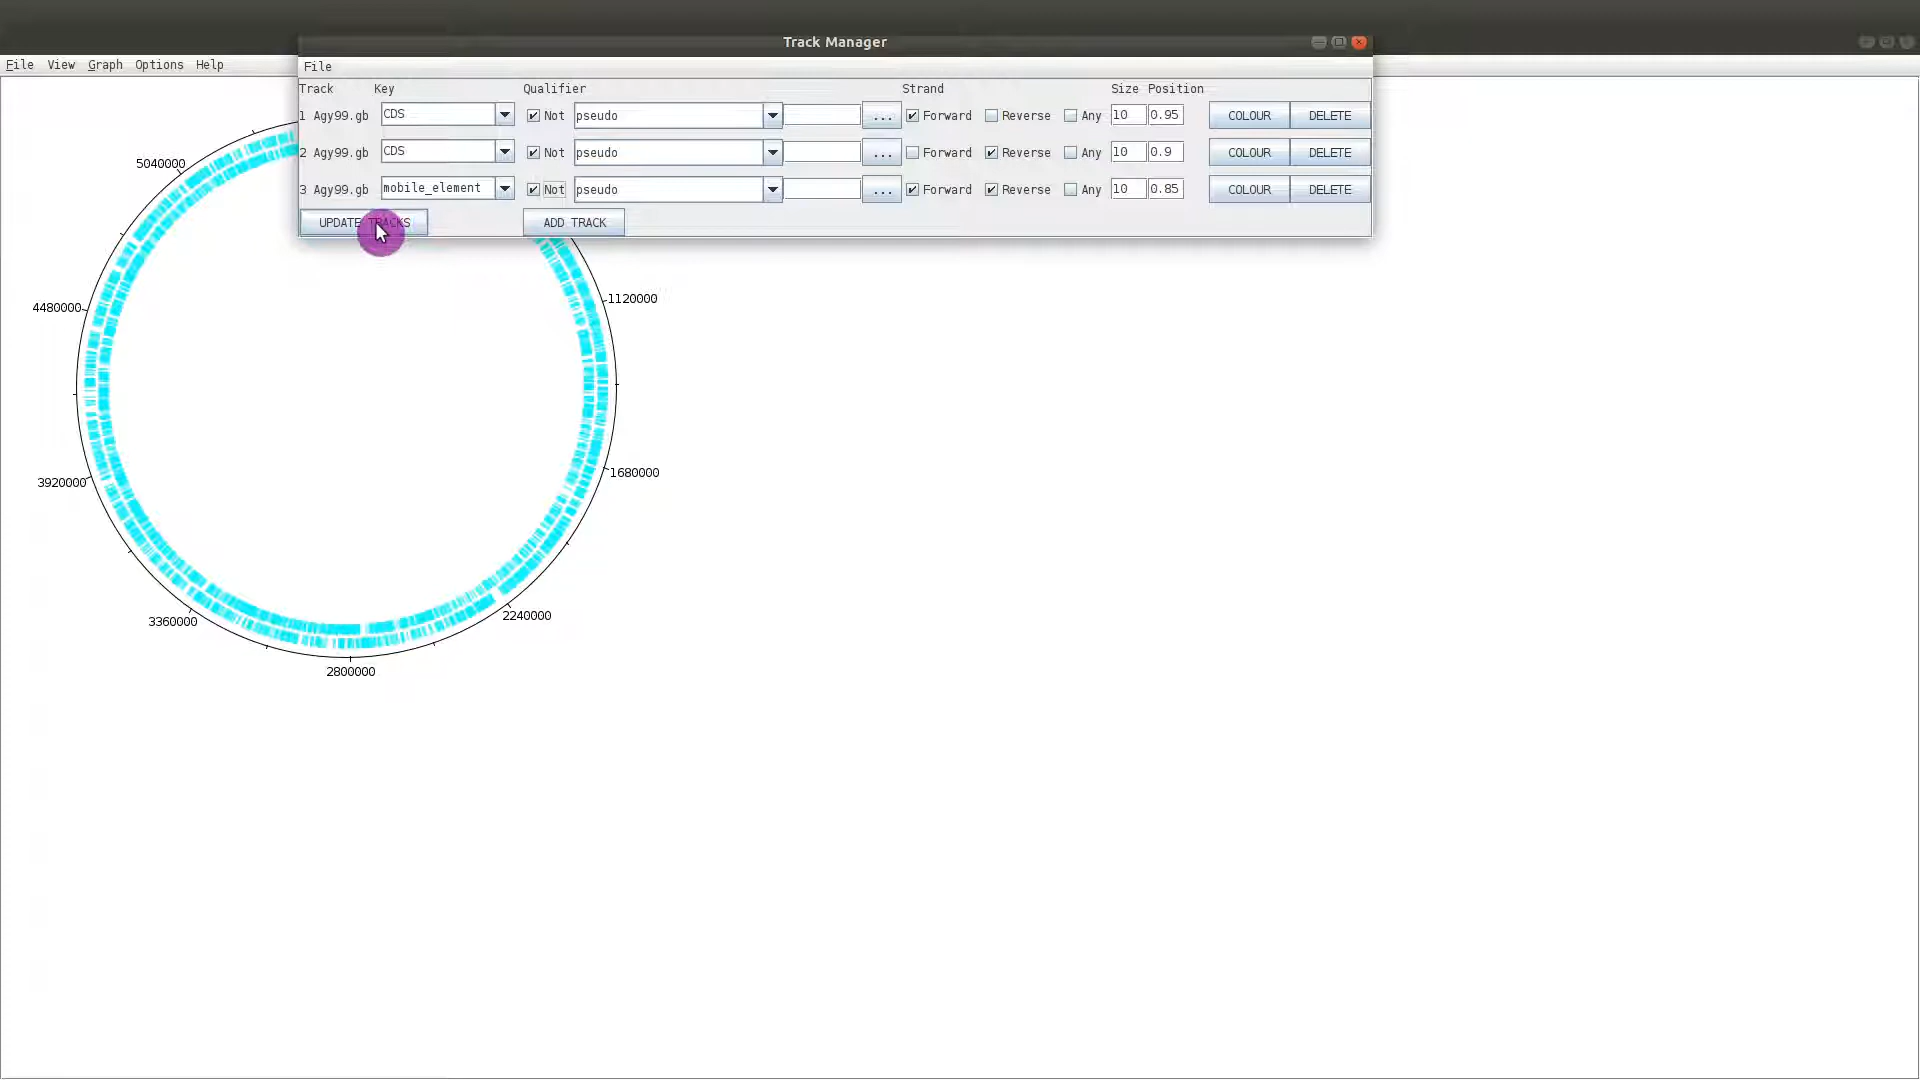 Track Manager
File View Graph Options Help
File
Track Key Qualifier Strand Size Position
1 Agy99.gb CDS Not pseudo ... Forward Reverse Any 10 0.95 COLOUR DELETE
2 Agy99.gb CDS Not pseudo ... Forward Reverse Any 10 0.9 COLOUR DELETE
3 Agy99.gb mobile_element Not pseudo ... Forward Reverse Any 10 0.85 COLOUR DELETE
UPDATE TRACKS ADD TRACK
5040000
1120000
4480000
1680000
3920000
2240000
3360000
2800000